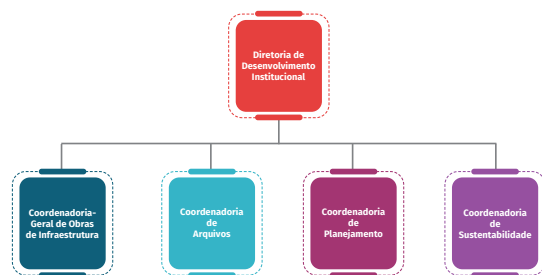 Diretoria de
Desenvolvimento
Institucional
Coordenadoria-
Geral de Obras
de Infraestrutura
Coordenadoria
de
Arquivos
Coordenadoria
de
Planejamento
Coordenadoria
de
Sustentabilidade